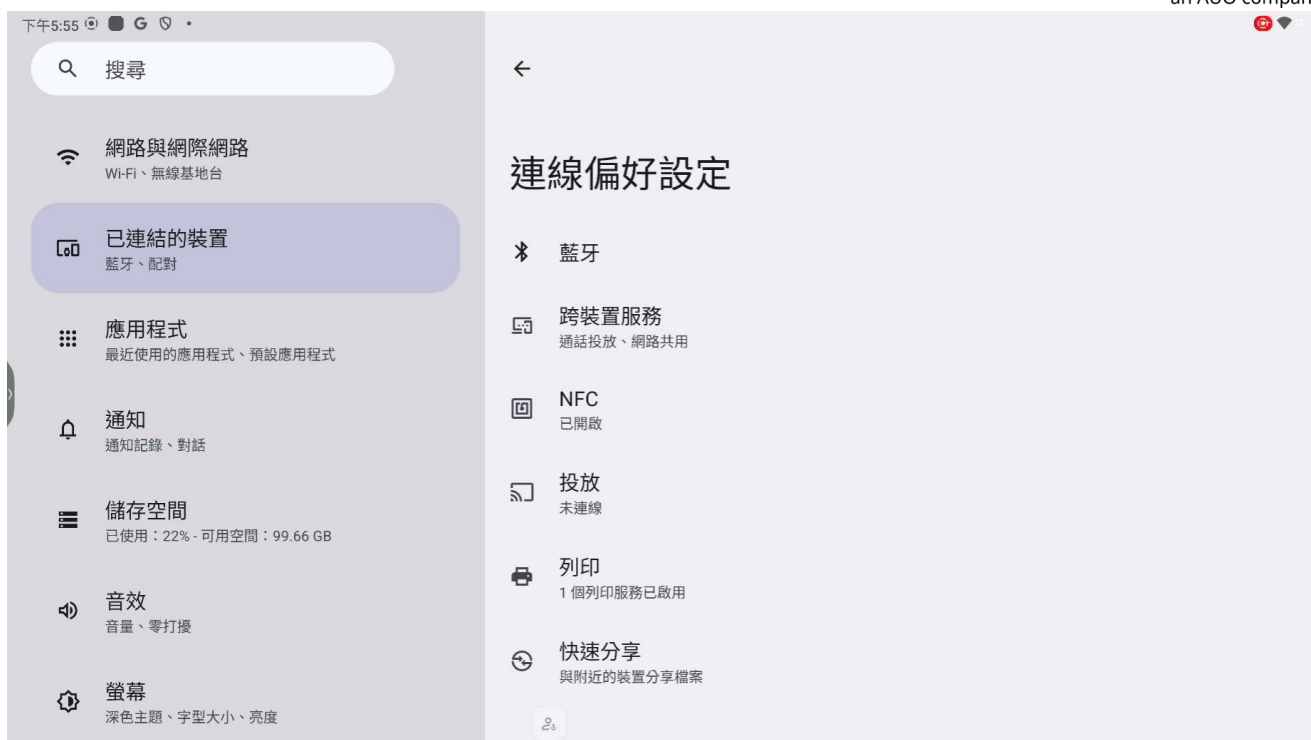 an AUO compan
下午5:55
G
搜尋
網路與網際網路
Wi-Fi、無線基地台
已連結的裝置
藍牙、配對
應用程式
最近使用的應用程式、預設應用程式
通知
通知記錄、對話
儲存空間
已使用：22% - 可用空間：99.66 GB
音效
音量、零打擾
螢幕
深色主題、字型大小、亮度
連線偏好設定
藍牙
跨裝置服務
通話投放、網路共用
NFC
已開啟
投放
未連線
列印
1 個列印服務已啟用
快速分享
與附近的裝置分享檔案